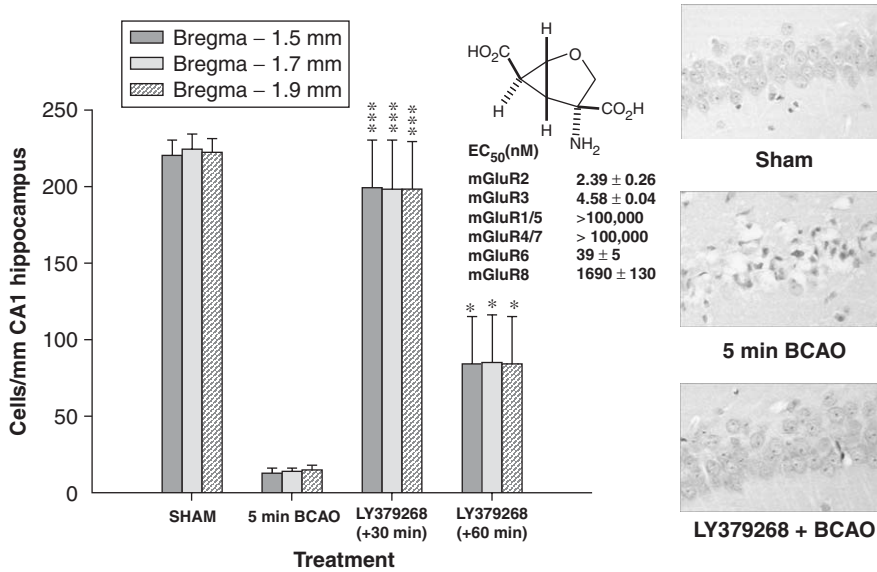 Bregma – 1.5 mm
Bregma – 1.7 mm
Bregma – 1.9 mm
Cells/mm CA1 hippocampus
250
200
150
100
50
0
*** *** ***
* * *
SHAM
5 min BCAO
LY379268
(+30 min)
LY379268
(+60 min)
Treatment
H
HO₂C
O
H
H
CO₂H
NH₂
EC₅₀(nM)
mGluR2 2.39 ± 0.26
mGluR3 4.58 ± 0.04
mGluR1/5 >100,000
mGluR4/7 > 100,000
mGluR6 39 ± 5
mGluR8 1690 ± 130
Sham
5 min BCAO
LY379268 + BCAO